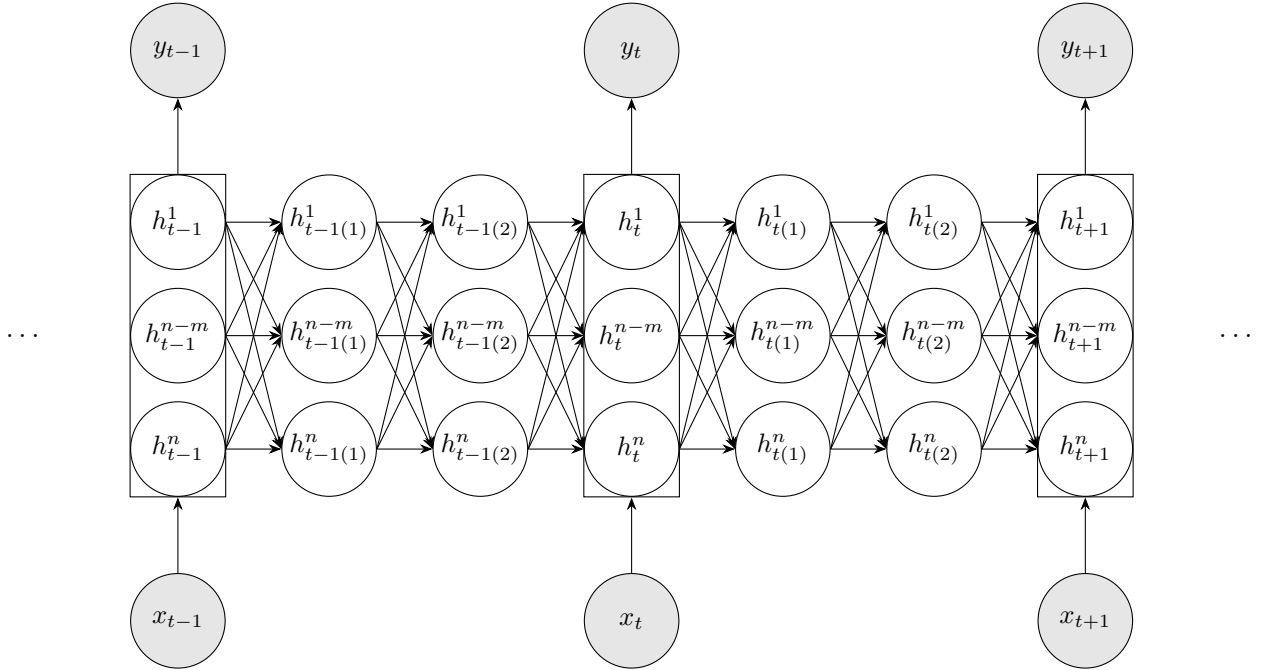 y_{t−1} y_t y_{t+1}
h^1_{t−1} h^1_{t−1(1)} h^1_{t−1(2)} h^1_t h^1_{t(1)} h^1_{t(2)} h^1_{t+1}
... h^{n−m}_{t−1} h^{n−m}_{t−1(1)} h^{n−m}_{t−1(2)} h^{n−m}_t h^{n−m}_{t(1)} h^{n−m}_{t(2)} h^{n−m}_{t+1} ...
h^n_{t−1} h^n_{t−1(1)} h^n_{t−1(2)} h^n_t h^n_{t(1)} h^n_{t(2)} h^n_{t+1}
x_{t−1} x_t x_{t+1}